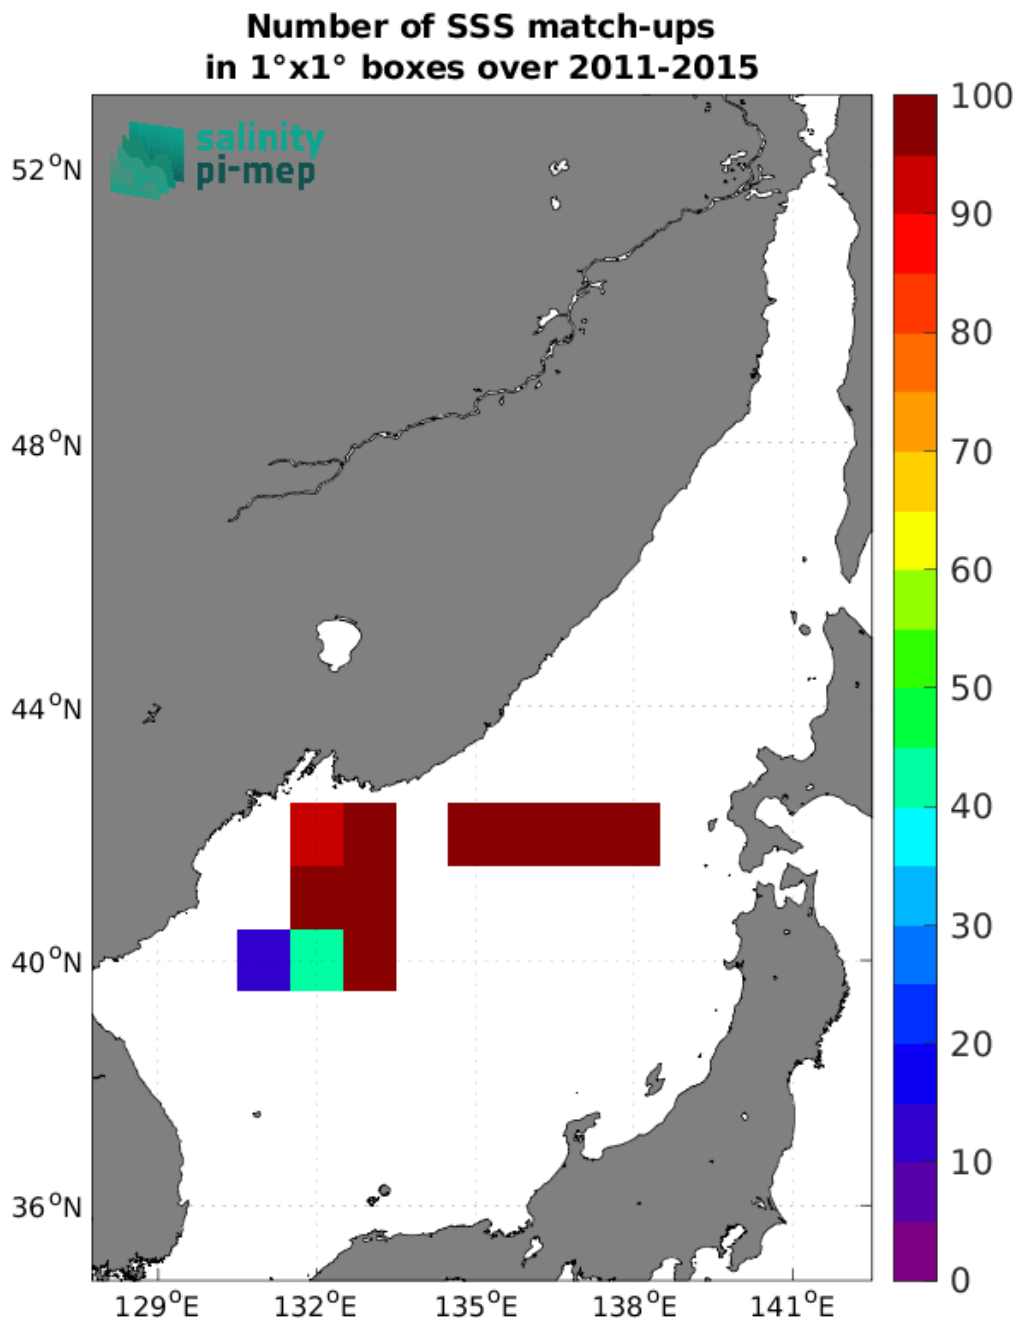 Number of SSS match-ups
in 1°x1° boxes over 2011-2015
salinity
pi-mep
52°N
48°N
44°N
40°N
36°N
129°E
132°E
135°E
138°E
141°E
100
90
80
70
60
50
40
30
20
10
0